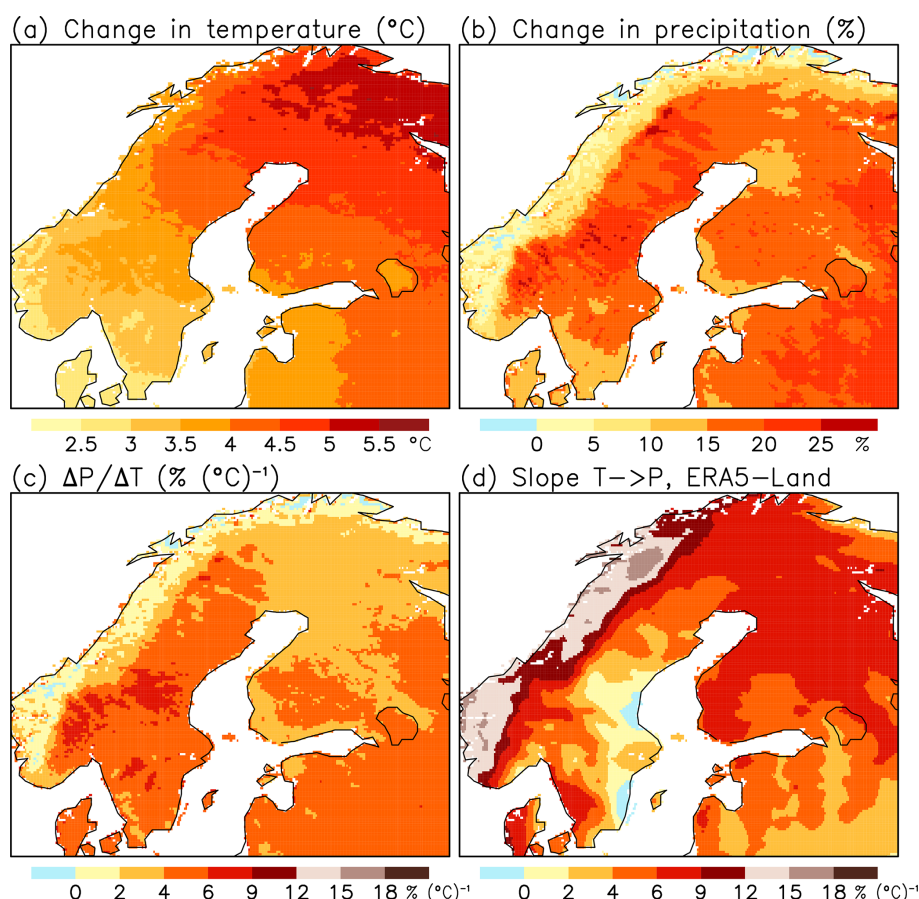 (a) Change in temperature (°C)
(b) Change in precipitation (%)
2.5 3 3.5 4 4.5 5 5.5 °C
0 5 10 15 20 25 %
(c) ΔP/ΔT (% (°C)⁻¹)
(d) Slope T->P, ERA5-Land
0 2 4 6 9 12 15 18 % (°C)⁻¹
0 2 4 6 9 12 15 18 % (°C)⁻¹